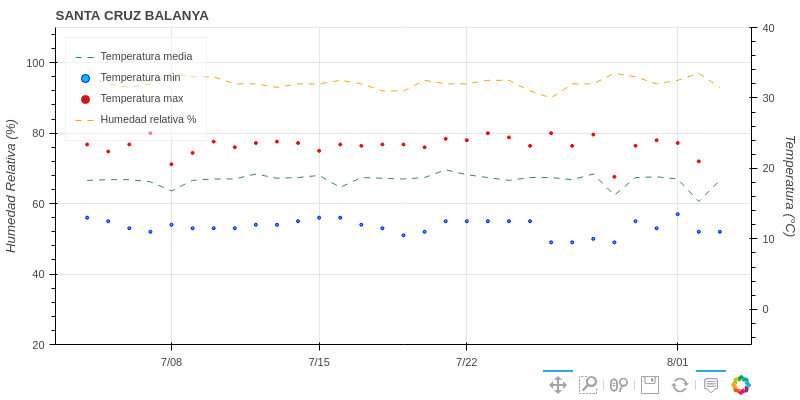 SANTA CRUZ BALANYA
Temperatura media
Temperatura min
Temperatura max
Humedad relativa %
Humedad Relativa (%)
100
80
60
40
20
Temperatura (°C)
40
30
20
10
0
7/08
7/15
7/22
8/01